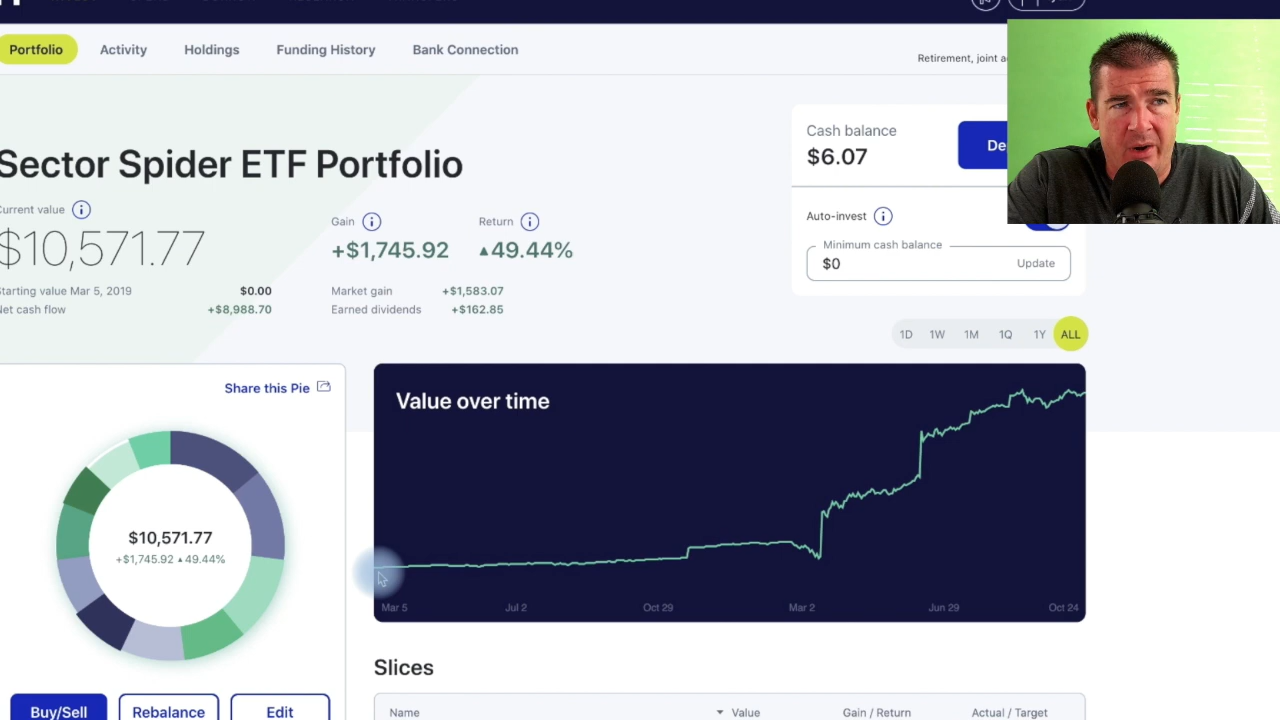 Portfolio Activity Holdings Funding History Bank Connection
Retirement, joint
Sector Spider ETF Portfolio
Current value
$10,571.77
Starting value Mar 5, 2019 $0.00
Net cash flow +$8,988.70
Gain
+$1,745.92
Return
▲49.44%
Market gain +$1,583.07
Earned dividends +$162.85
Cash balance
$6.07
De
Auto-invest
Minimum cash balance
$0 Update
1D 1W 1M 1Q 1Y ALL
Share this Pie
$10,571.77
+$1,745.92 ▲49.44%
Buy/Sell Rebalance Edit
Value over time
Mar 5 Jul 2 Oct 29 Mar 2 Jun 29 Oct 24
Slices
Name Value Gain / Return Actual / Target